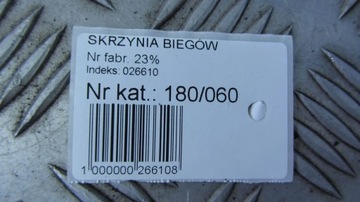 SKRZYNIA BIEGÓW
Nr fabr. 23%
Indeks: 026610
Nr kat.: 180/060
1 000000 266108